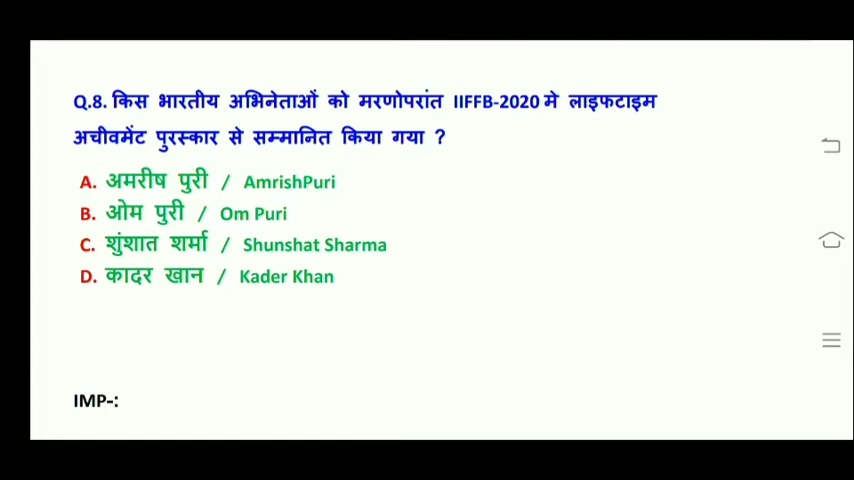 Q.8. किस भारतीय अभिनेताओं को मरणोपरांत IIFFB-2020 मे लाइफटाइम
अचीवमेंट पुरस्कार से सम्मानित किया गया ?
A. अमरीष पुरी / AmrishPuri
B. ओम पुरी / Om Puri
C. शुंशात शर्मा / Shunshat Sharma
D. कादर खान / Kader Khan
IMP-: